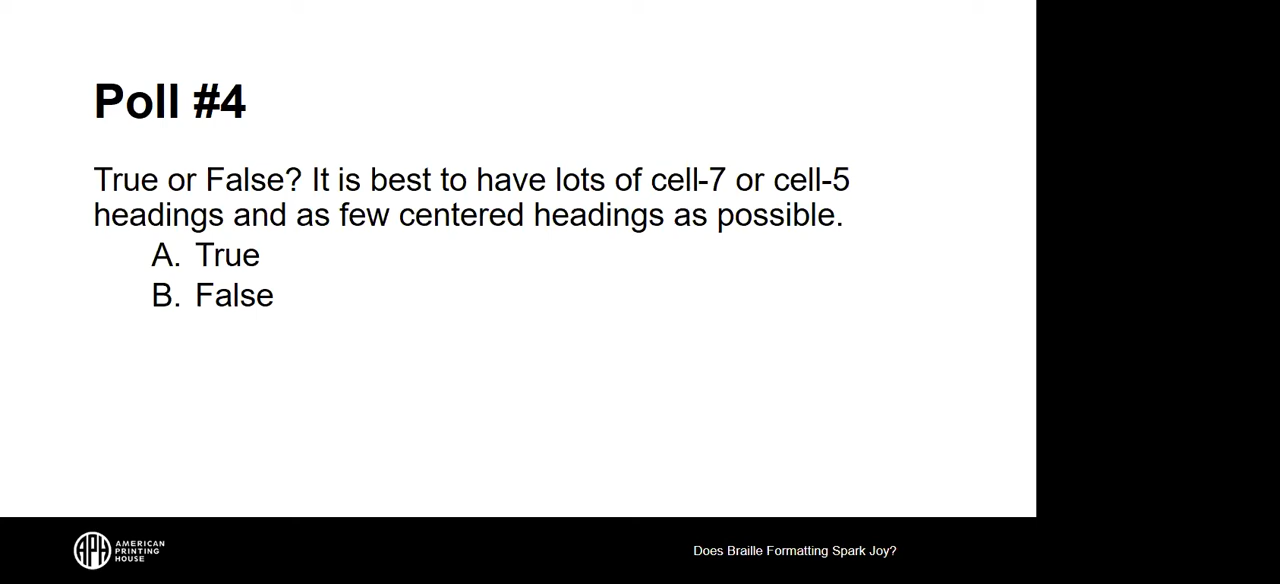 Poll #4
True or False? It is best to have lots of cell-7 or cell-5
headings and as few centered headings as possible.
A. True
B. False
APH
AMERICAN
PRINTING
HOUSE
Does Braille Formatting Spark Joy?